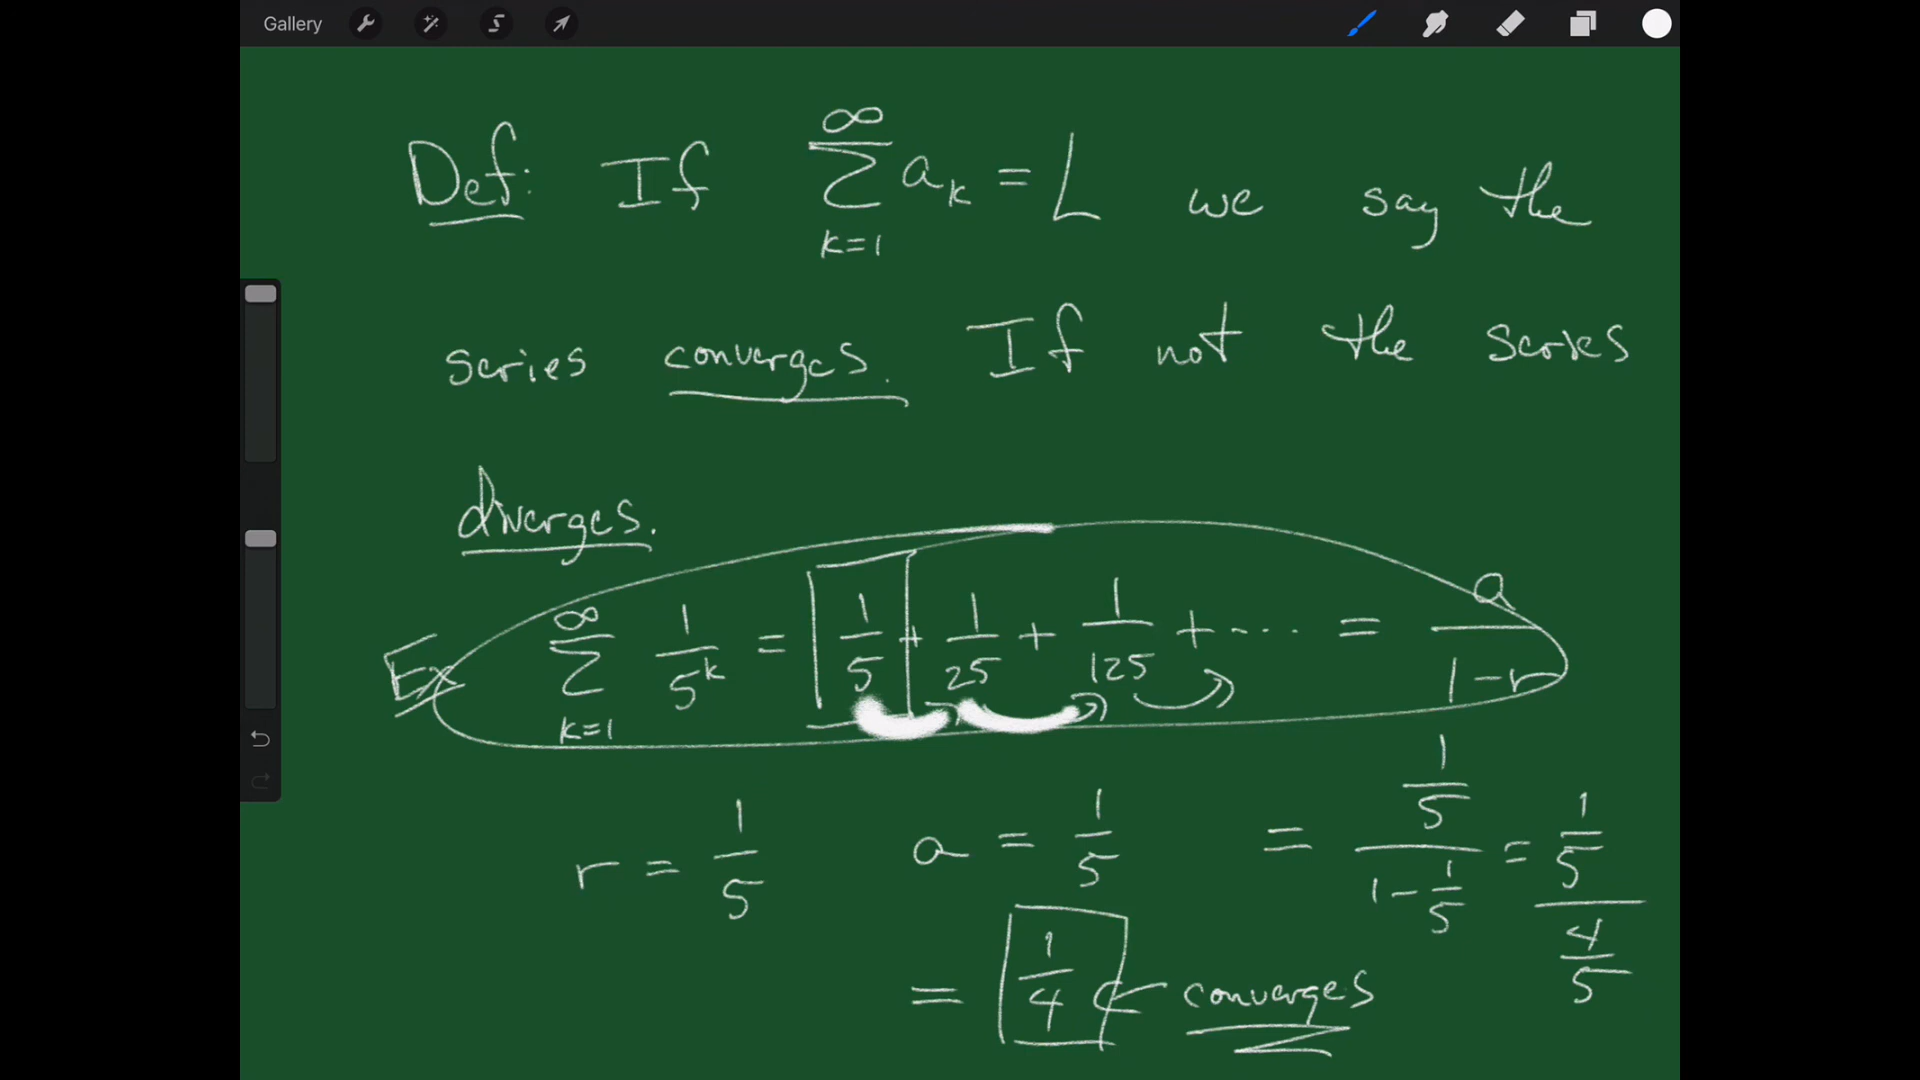 Gallery
Def: If ∞ ∑ k=1 a_k = L we say the
series converges. If not the series
diverges.
Ex ∞ ∑ k=1 1/5^k = 1/5 + 1/25 + 1/125 + ... = a/(1-r)
r = 1/5 a = 1/5 = (1/5)/(1-1/5) = (1/5)/(4/5)
= 1/4 ← converges